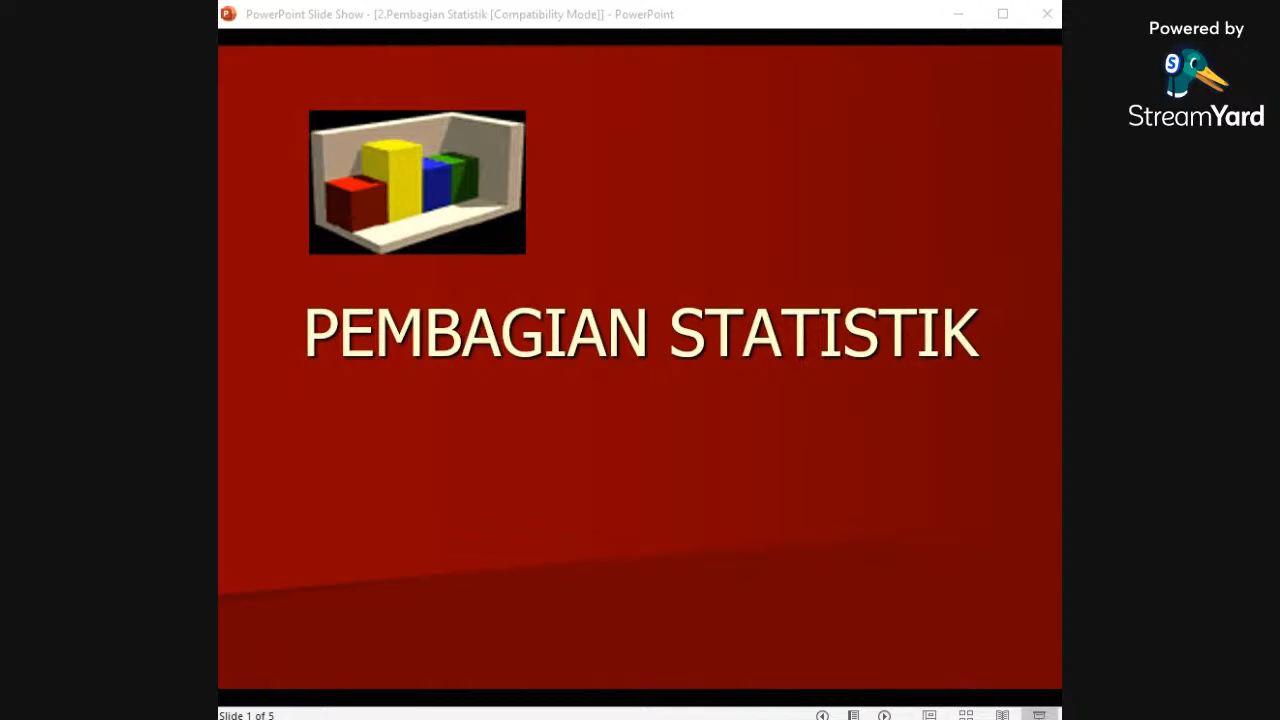 PowerPoint Slide Show - [2.Pembagian Statistik [Compatibility Mode]] - PowerPoint
Powered by
S
StreamYard
PEMBAGIAN STATISTIK
Slide 1 of 5